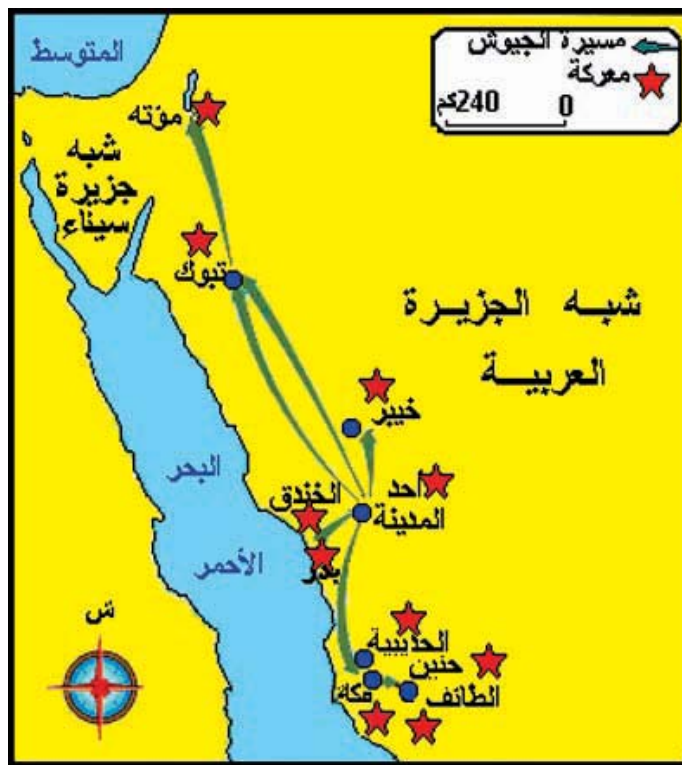 المتوسط
مسيرة الجيوش
معركة
240كم 0
مؤته
شبه
جزيرة
سيناء
تبوك
شبه الجزيرة
العربية
خيبر
البحر
الأحمر
الخندق
أحد
المدينة
بدر
ش
الحديبية
حنين
مكة
الطائف